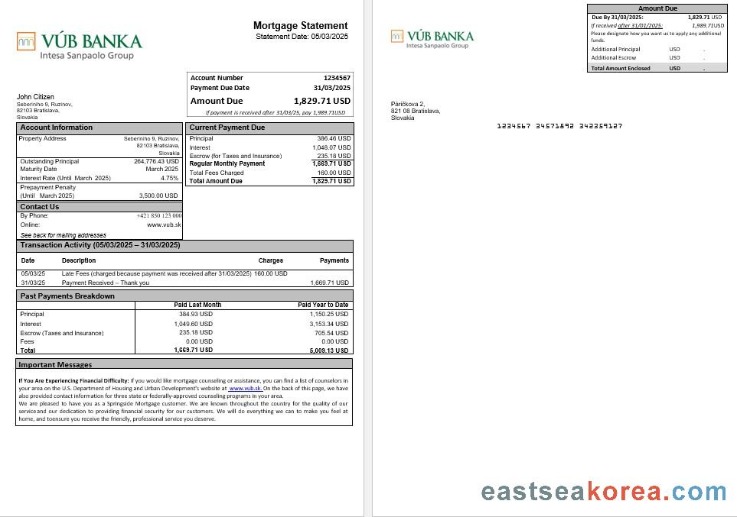 VÚB BANKA
Intesa Sanpaolo Group
Mortgage Statement
Statement Date: 05/03/2025
Account Number 1234567
Payment Due Date 31/03/2025
Amount Due 1,829.71 USD
If payment is received after 31/03/25, pay 1,989.71USD
John Citizen
Seberiniho 9, Ruzinov,
82103 Bratislava,
Slovakia
Account Information
Property Address Seberiniho 9, Ruzinov,
82103 Bratislava,
Slovakia
Outstanding Principal 264,776.43 USD
Maturity Date March 2025
Interest Rate (Until March 2025) 4.75%
Prepayment Penalty
(Until March 2025) 3,500.00 USD
Contact Us
By Phone: +421 850 123 000
Online: www.vub.sk
See back for mailing addresses
Current Payment Due
Principal 386.46 USD
Interest 1,048.07 USD
Escrow (for Taxes and Insurance) 235.18 USD
Regular Monthly Payment 1,669.71 USD
Total Fees Charged 160.00 USD
Total Amount Due 1,829.71 USD
Transaction Activity (05/03/2025 – 31/03/2025)
Date Description Charges Payments
05/03/25 Late Fees (charged because payment was received after 31/03/2025) 160.00 USD
31/03/25 Payment Received – Thank you 1,669.71 USD
Past Payments Breakdown
Paid Last Month Paid Year to Date
Principal 384.93 USD 1,150.25 USD
Interest 1,049.60 USD 3,153.34 USD
Escrow (Taxes and Insurance) 235.18 USD 705.54 USD
Fees 0.00 USD 0.00 USD
Total 1,669.71 USD 5,009.13 USD
Important Messages
If You Are Experiencing Financial Difficulty: if you would like mortgage counseling or assistance, you can find a list of counselors in
your area on the U.S. Department of Housing and Urban Development's website at www.vub.sk. On the back of this page, we have
also provided contact information for three state or federally-approved counseling programs in your area.
We are pleased to have you as a Springside Mortgage customer. We are known throughout the country for the quality of our
service and our dedication to providing financial security for our customers. We will do everything we can to make you feel at
home, and to ensure you receive the friendly, professional service you deserve.
VÚB BANKA
Intesa Sanpaolo Group
Amount Due
Due By 31/03/2025: 1,829.71 USD
If received after 31/01/2025: 1,989.71USD
Please designate how you want us to apply any additional
funds.
Additional Principal USD .
Additional Escrow USD .
Total Amount Enclosed USD .
Páričkova 2,
821 08 Bratislava,
Slovakia
1234567 34571892 342259127
eastseakorea.com